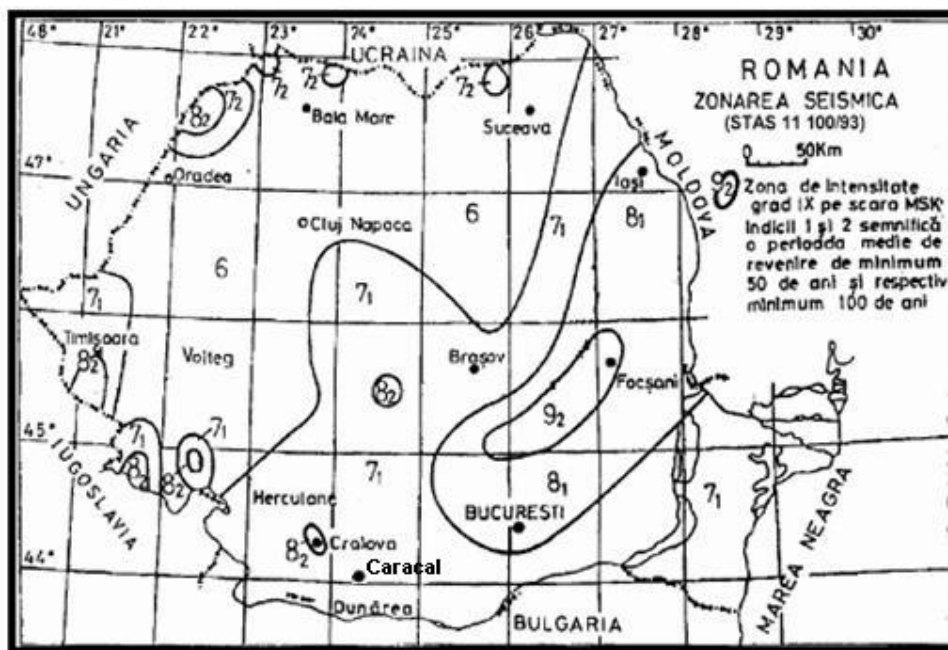 48° 21° 22° 23° 24° 25° 26° 27° 28° 29° 30°
UCRAINA
ROMANIA
ZONAREA SEISMICA
(STAS 11 100/93)
0 50Km
9₂
Zona de intensitate
grad IX pe scara MSK;
Indicii 1 și 2 semnifică
o perioada medie de
revenire de minimum
50 de ani și respectiv
minimum 100 de ani
7₂
7₂
7₂
7₂
8₂
Baia Mare
Suceava
MOLDOVA
UNGARIA
47°
Oradea
Iași
Cluj Napoca
6
7₁
8₁
6
7₁
7₁
Timișoara
8₂
Voiteg
Brașov
8₂
Focșani
9₂
45°
7₁
7₁
8₂
8₂
7₁
8₁
7₁
IUGOSLAVIA
Herculane
BUCURESTI
8₂
Craiova
44°
Caracal
Dunărea
BULGARIA
MAREA NEAGRA